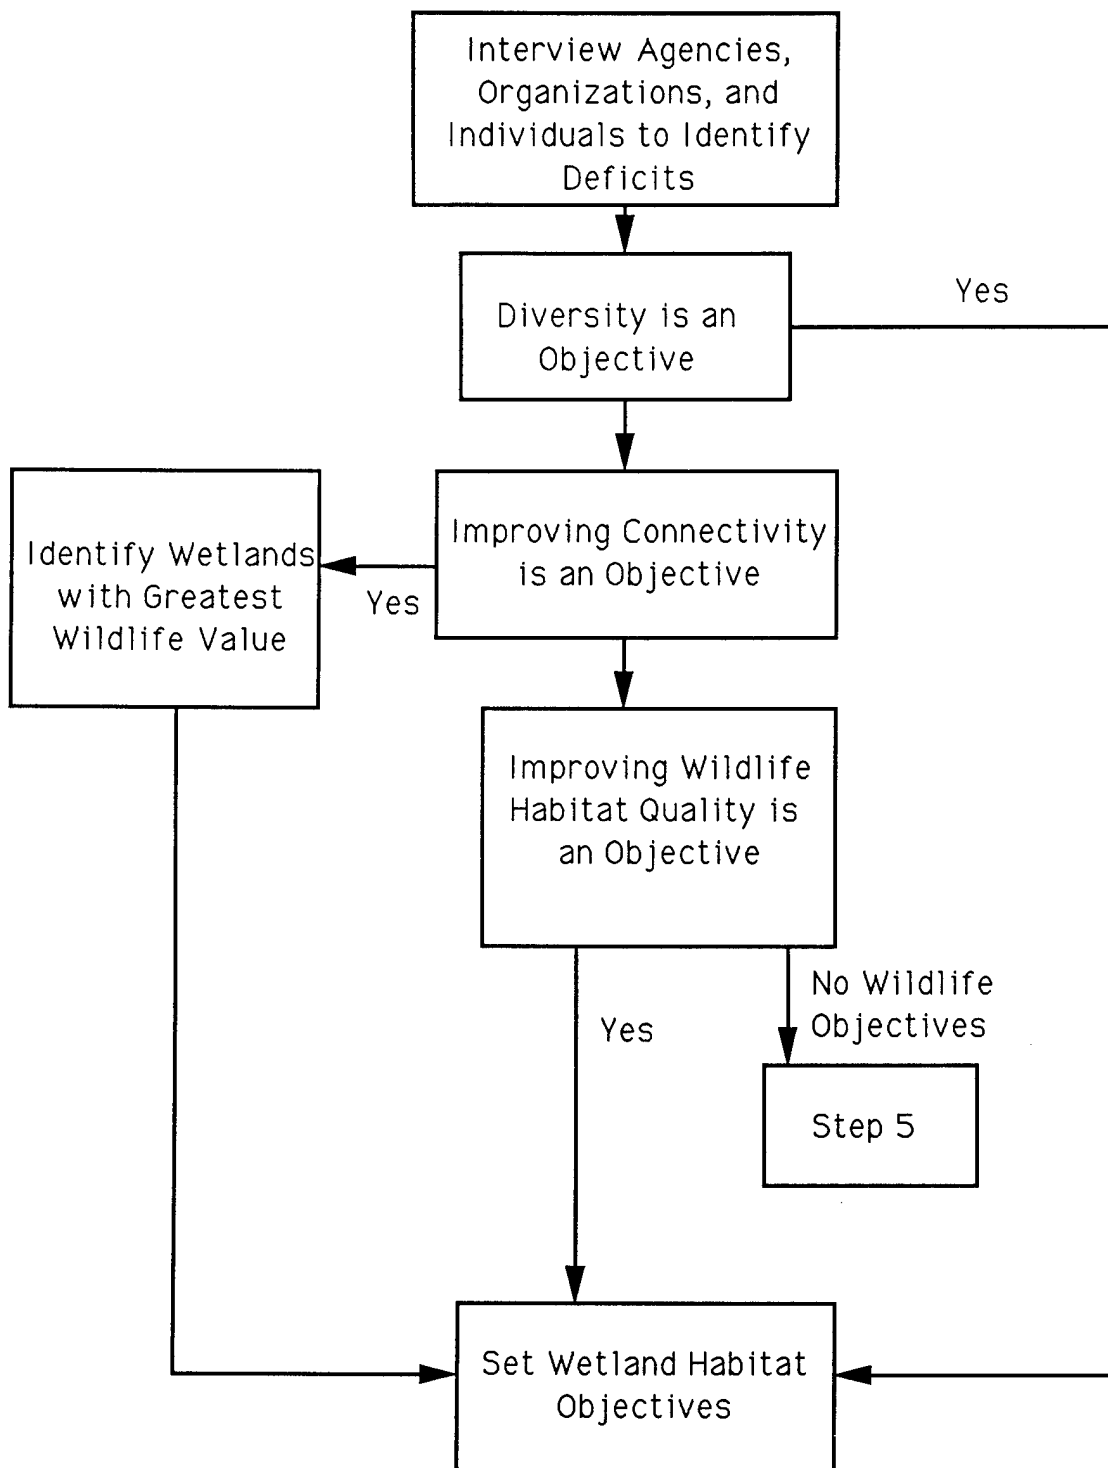 Interview Agencies,
Organizations, and
Individuals to Identify
Deficits
Yes
Diversity is an
Objective
Improving Connectivity
is an Objective
Identify Wetlands
with Greatest
Wildlife Value
Yes
Improving Wildlife
Habitat Quality is
an Objective
No Wildlife
Objectives
Yes
Step 5
Set Wetland Habitat
Objectives